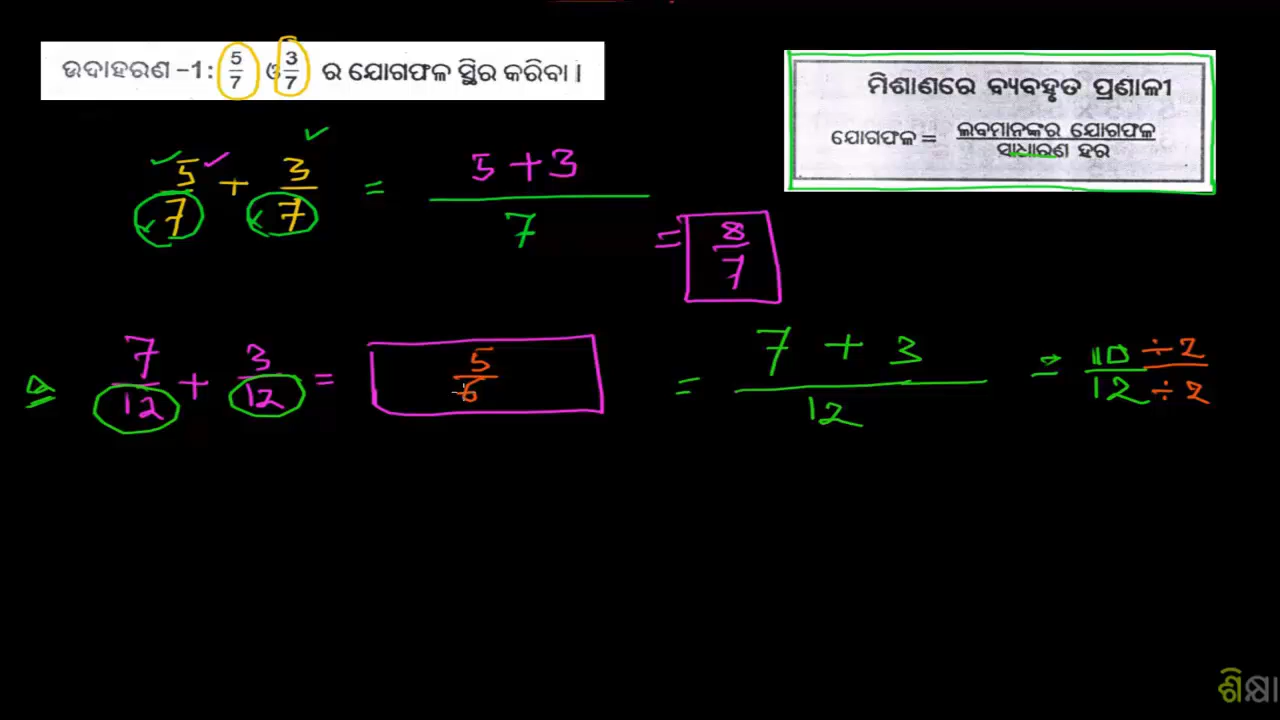 ଉଦାହରଣ –1 : 5/7 ଓ 3/7 ର ଯୋଗଫଳ ସ୍ଥିର କରିବା ।
ମିଶାଣରେ ବ୍ୟବହୃତ ପ୍ରଣାଳୀ
ଯୋଗଫଳ = ଲବମାନଙ୍କର ଯୋଗଫଳ / ସାଧାରଣ ହର
5/7 + 3/7 = 5+3 / 7 = 8/7
7/12 + 3/12 = 5/6 = 7 + 3 / 12 = 10 ÷ 2 / 12 ÷ 2
ଶିକ୍ଷା